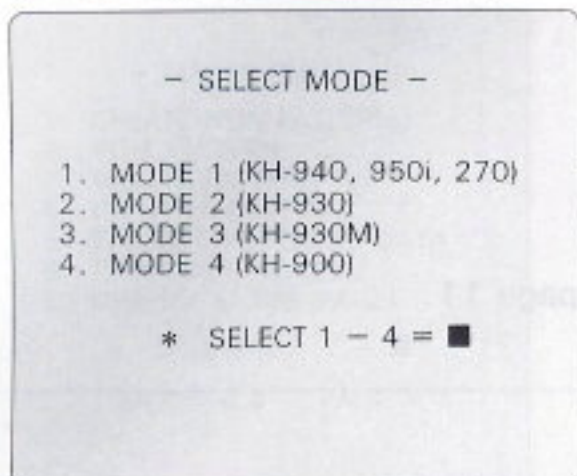 — SELECT MODE —
1. MODE 1 (KH-940, 950i, 270)
2. MODE 2 (KH-930)
3. MODE 3 (KH-930M)
4. MODE 4 (KH-900)
* SELECT 1 — 4 = ■